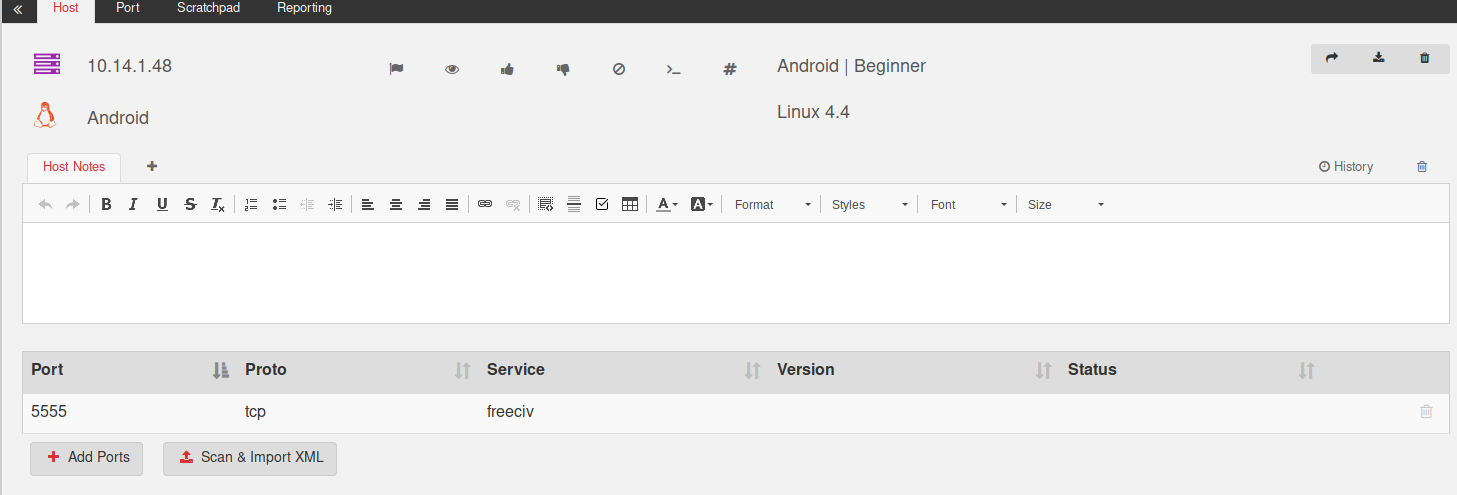 Host Port Scratchpad Reporting
10.14.1.48 Android | Beginner
Android Linux 4.4
Host Notes History
Format Styles Font Size
Port Proto Service Version Status
5555 tcp freeciv
Add Ports Scan & Import XML